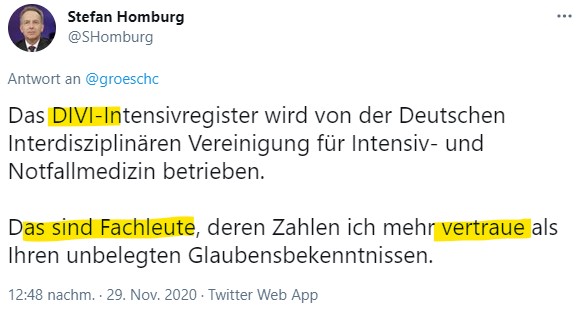 Stefan Homburg
@SHomburg
Antwort an @groeschc
Das DIVI-Intensivregister wird von der Deutschen
Interdisziplinären Vereinigung für Intensiv- und
Notfallmedizin betrieben.
Das sind Fachleute, deren Zahlen ich mehr vertraue als
Ihren unbelegten Glaubensbekenntnissen.
12:48 nachm. · 29. Nov. 2020 · Twitter Web App